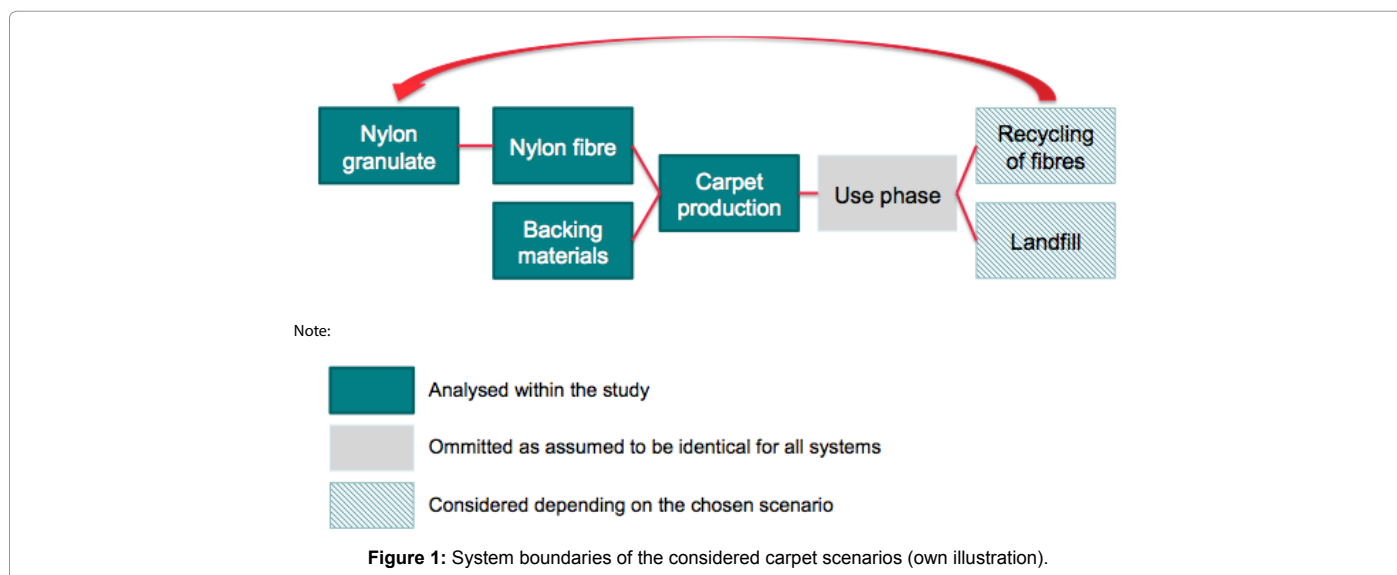 Nylon
granulate
Nylon fibre
Backing
materials
Carpet
production
Use phase
Recycling
of fibres
Landfill
Note:
Analysed within the study
Ommitted as assumed to be identical for all systems
Considered depending on the chosen scenario
Figure 1: System boundaries of the considered carpet scenarios (own illustration).